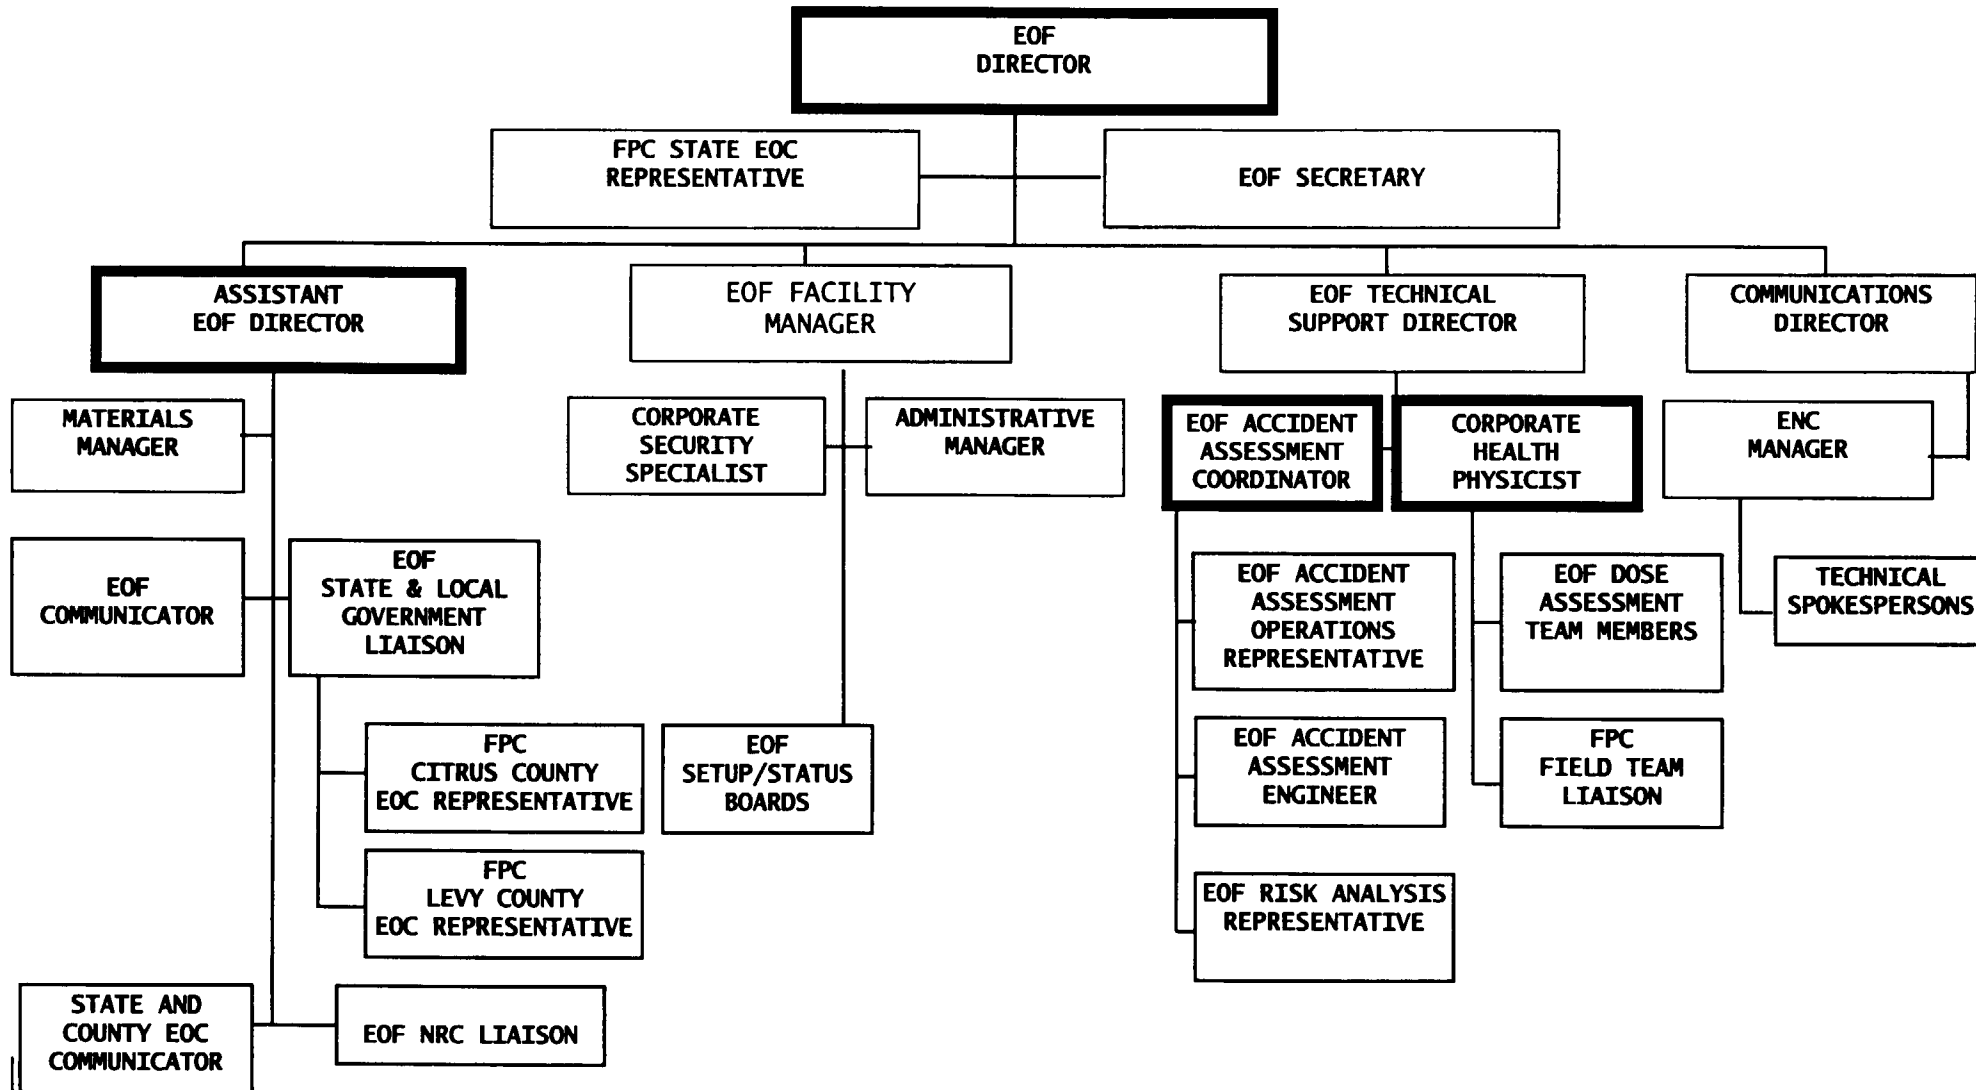 EOF
DIRECTOR
FPC STATE EOC
REPRESENTATIVE
EOF SECRETARY
ASSISTANT
EOF DIRECTOR
EOF FACILITY
MANAGER
EOF TECHNICAL
SUPPORT DIRECTOR
COMMUNICATIONS
DIRECTOR
MATERIALS
MANAGER
CORPORATE
SECURITY
SPECIALIST
ADMINISTRATIVE
MANAGER
EOF ACCIDENT
ASSESSMENT
COORDINATOR
CORPORATE
HEALTH
PHYSICIST
ENC
MANAGER
EOF
COMMUNICATOR
EOF
STATE & LOCAL
GOVERNMENT
LIAISON
EOF ACCIDENT
ASSESSMENT
OPERATIONS
REPRESENTATIVE
EOF DOSE
ASSESSMENT
TEAM MEMBERS
TECHNICAL
SPOKESPERSONS
FPC
CITRUS COUNTY
EOC REPRESENTATIVE
EOF
SETUP/STATUS
BOARDS
EOF ACCIDENT
ASSESSMENT
ENGINEER
FPC
FIELD TEAM
LIAISON
FPC
LEVY COUNTY
EOC REPRESENTATIVE
EOF RISK ANALYSIS
REPRESENTATIVE
STATE AND
COUNTY EOC
COMMUNICATOR
EOF NRC LIAISON